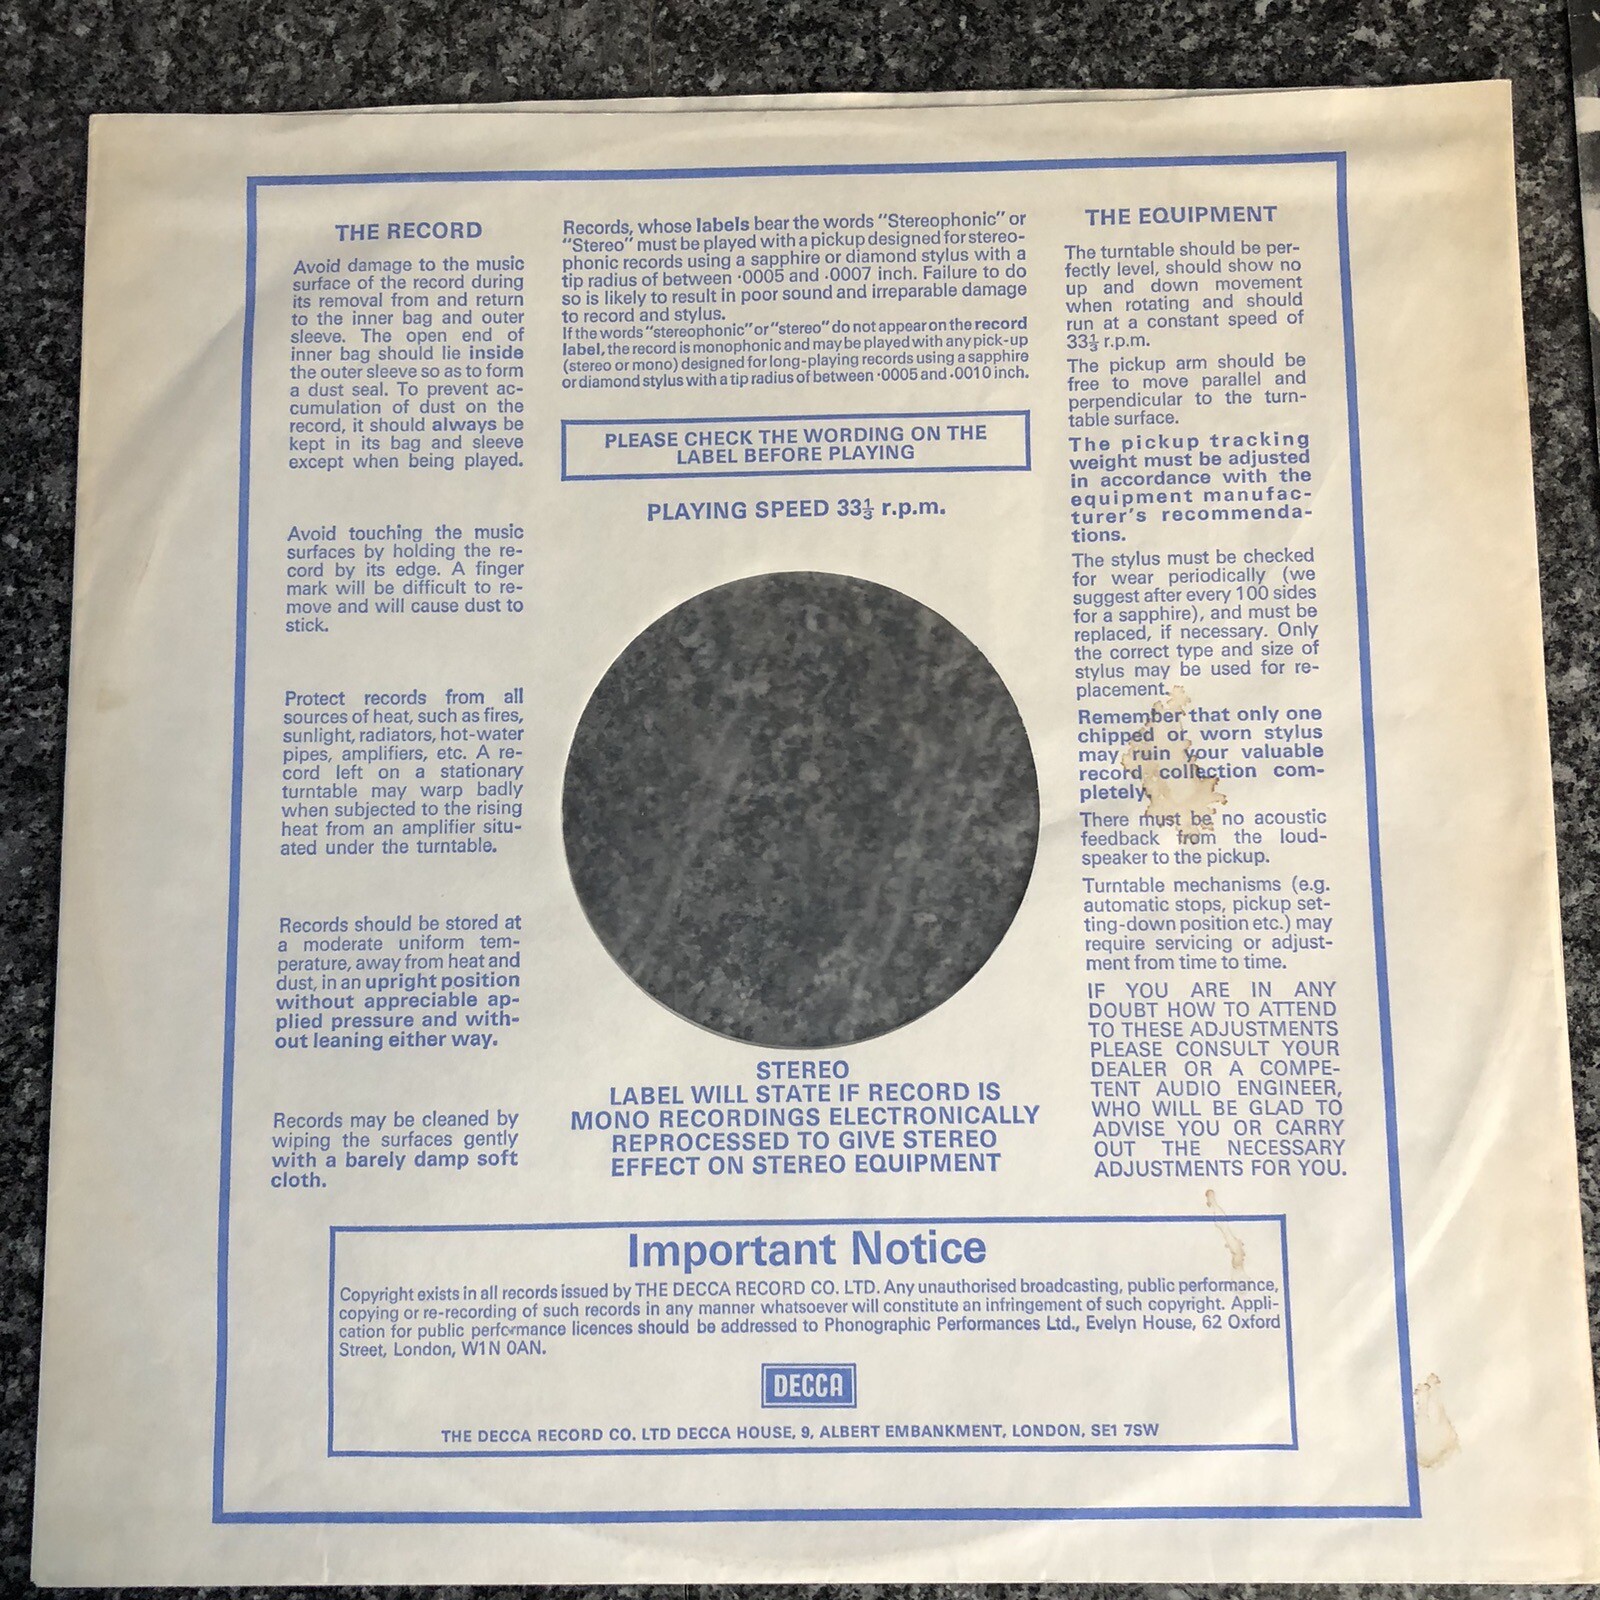 THE RECORD
Avoid damage to the music
surface of the record during
its removal from and return
to the inner bag and outer
sleeve. The open end of
inner bag should lie inside
the outer sleeve so as to form
a dust seal. To prevent ac-
cumulation of dust on the
record, it should always be
kept in its bag and sleeve
except when being played.
Avoid touching the music
surfaces by holding the re-
cord by its edge. A finger
mark will be difficult to re-
move and will cause dust to
stick.
Protect records from all
sources of heat, such as fires,
sunlight, radiators, hot-water
pipes, amplifiers, etc. A re-
cord left on a stationary
turntable may warp badly
when subjected to the rising
heat from an amplifier situ-
ated under the turntable.
Records should be stored at
a moderate uniform tem-
perature, away from heat and
dust, in an upright position
without appreciable ap-
plied pressure and with-
out leaning either way.
Records may be cleaned by
wiping the surfaces gently
with a barely damp soft
cloth.
Records, whose labels bear the words "Stereophonic" or
"Stereo" must be played with a pickup designed for stereo-
phonic records using a sapphire or diamond stylus with a
tip radius of between ·0005 and .0007 inch. Failure to do
so is likely to result in poor sound and irreparable damage
to record and stylus.
If the words "stereophonic" or "stereo" do not appear on the record
label, the record is monophonic and may be played with any pick-up
(stereo or mono) designed for long-playing records using a sapphire
or diamond stylus with a tip radius of between ·0005 and ·0010 inch.
PLEASE CHECK THE WORDING ON THE
LABEL BEFORE PLAYING
PLAYING SPEED 33⅓ r.p.m.
STEREO
LABEL WILL STATE IF RECORD IS
MONO RECORDINGS ELECTRONICALLY
REPROCESSED TO GIVE STEREO
EFFECT ON STEREO EQUIPMENT
THE EQUIPMENT
The turntable should be per-
fectly level, should show no
up and down movement
when rotating and should
run at a constant speed of
33⅓ r.p.m.
The pickup arm should be
free to move parallel and
perpendicular to the turn-
table surface.
The pickup tracking
weight must be adjusted
in accordance with the
equipment manufac-
turer's recommenda-
tions.
The stylus must be checked
for wear periodically (we
suggest after every 100 sides
for a sapphire), and must be
replaced, if necessary. Only
the correct type and size of
stylus may be used for re-
placement.
Remember that only one
chipped or worn stylus
may ruin your valuable
record collection com-
pletely.
There must be no acoustic
feedback from the loud-
speaker to the pickup.
Turntable mechanisms (e.g.
automatic stops, pickup set-
ting-down position etc.) may
require servicing or adjust-
ment from time to time.
IF YOU ARE IN ANY
DOUBT HOW TO ATTEND
TO THESE ADJUSTMENTS
PLEASE CONSULT YOUR
DEALER OR A COMPE-
TENT AUDIO ENGINEER,
WHO WILL BE GLAD TO
ADVISE YOU OR CARRY
OUT THE NECESSARY
ADJUSTMENTS FOR YOU.
Important Notice
Copyright exists in all records issued by THE DECCA RECORD CO. LTD. Any unauthorised broadcasting, public performance,
copying or re-recording of such records in any manner whatsoever will constitute an infringement of such copyright. Appli-
cation for public performance licences should be addressed to Phonographic Performances Ltd., Evelyn House, 62 Oxford
Street, London, W1N 0AN.
DECCA
THE DECCA RECORD CO. LTD DECCA HOUSE, 9, ALBERT EMBANKMENT, LONDON, SE1 7SW